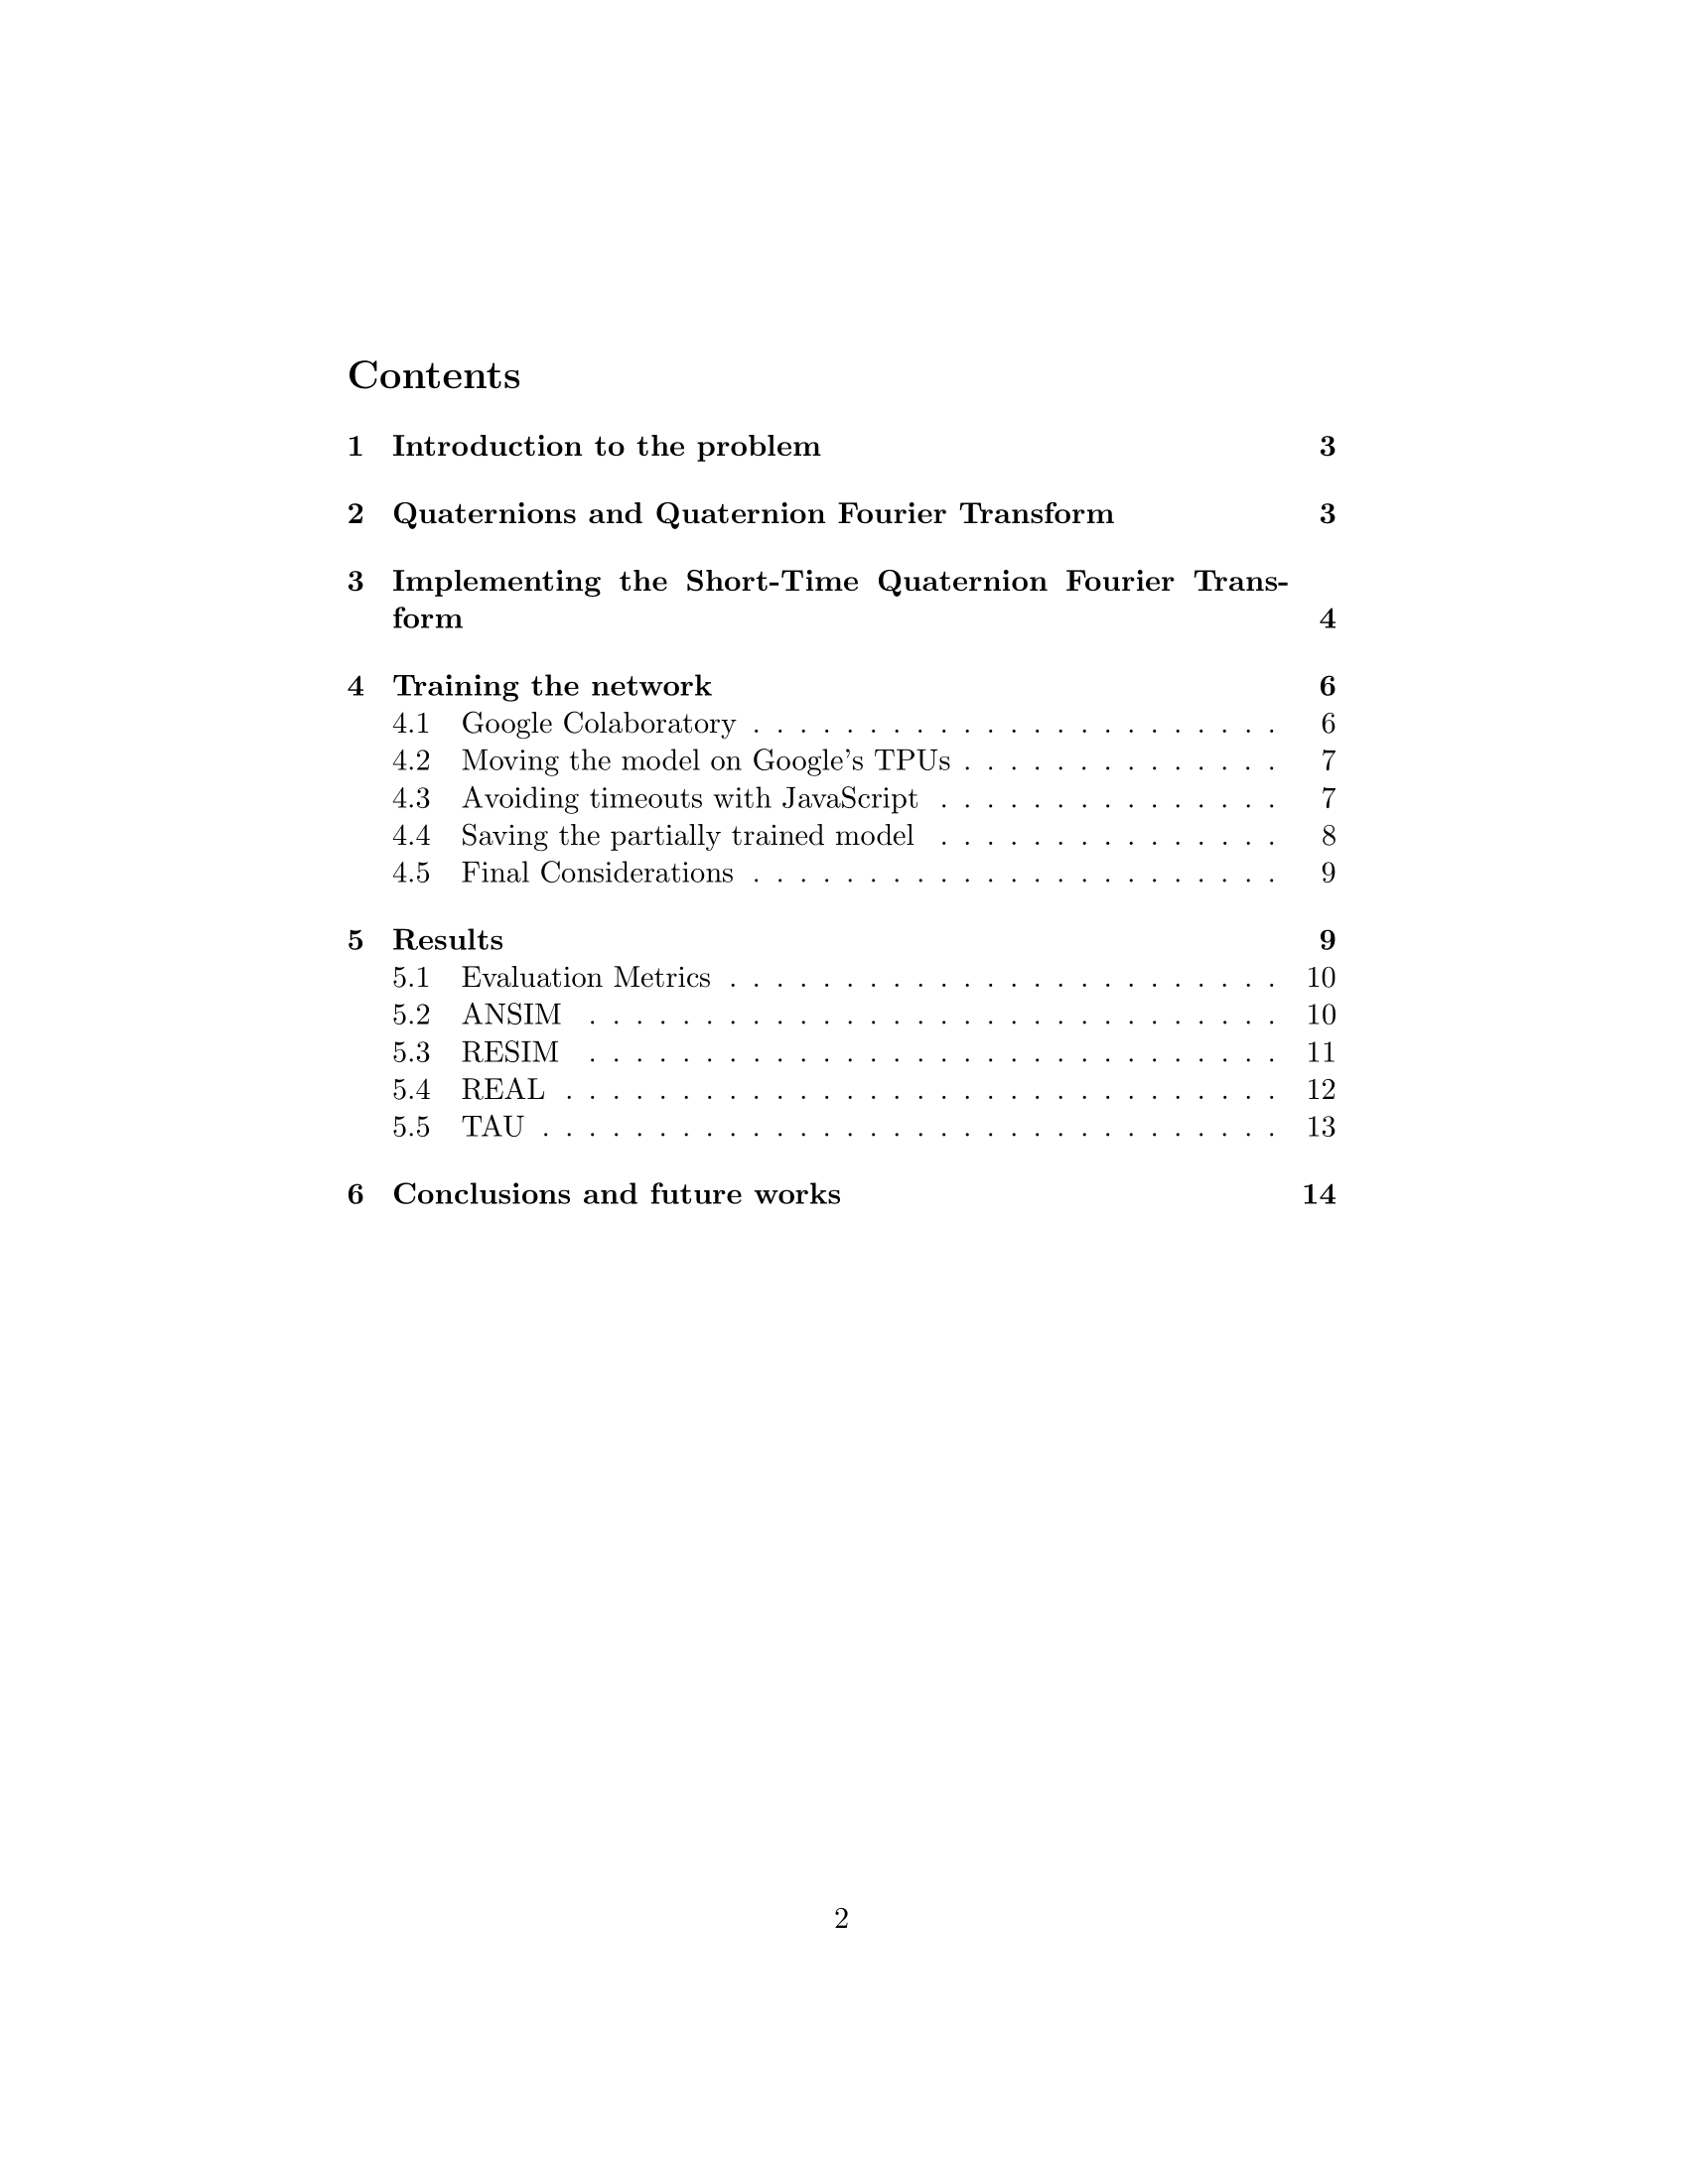 Contents
1 Introduction to the problem 3
2 Quaternions and Quaternion Fourier Transform 3
3 Implementing the Short-Time Quaternion Fourier Trans-
form 4
4 Training the network 6
4.1 Google Colaboratory . . . . . . . . . . . . . . . . . . . . . . . 6
4.2 Moving the model on Google's TPUs . . . . . . . . . . . . . . 7
4.3 Avoiding timeouts with JavaScript . . . . . . . . . . . . . . . 7
4.4 Saving the partially trained model . . . . . . . . . . . . . . . 8
4.5 Final Considerations . . . . . . . . . . . . . . . . . . . . . . . 9
5 Results 9
5.1 Evaluation Metrics . . . . . . . . . . . . . . . . . . . . . . . . 10
5.2 ANSIM . . . . . . . . . . . . . . . . . . . . . . . . . . . . . . 10
5.3 RESIM . . . . . . . . . . . . . . . . . . . . . . . . . . . . . . 11
5.4 REAL . . . . . . . . . . . . . . . . . . . . . . . . . . . . . . . 12
5.5 TAU . . . . . . . . . . . . . . . . . . . . . . . . . . . . . . . . 13
6 Conclusions and future works 14
2